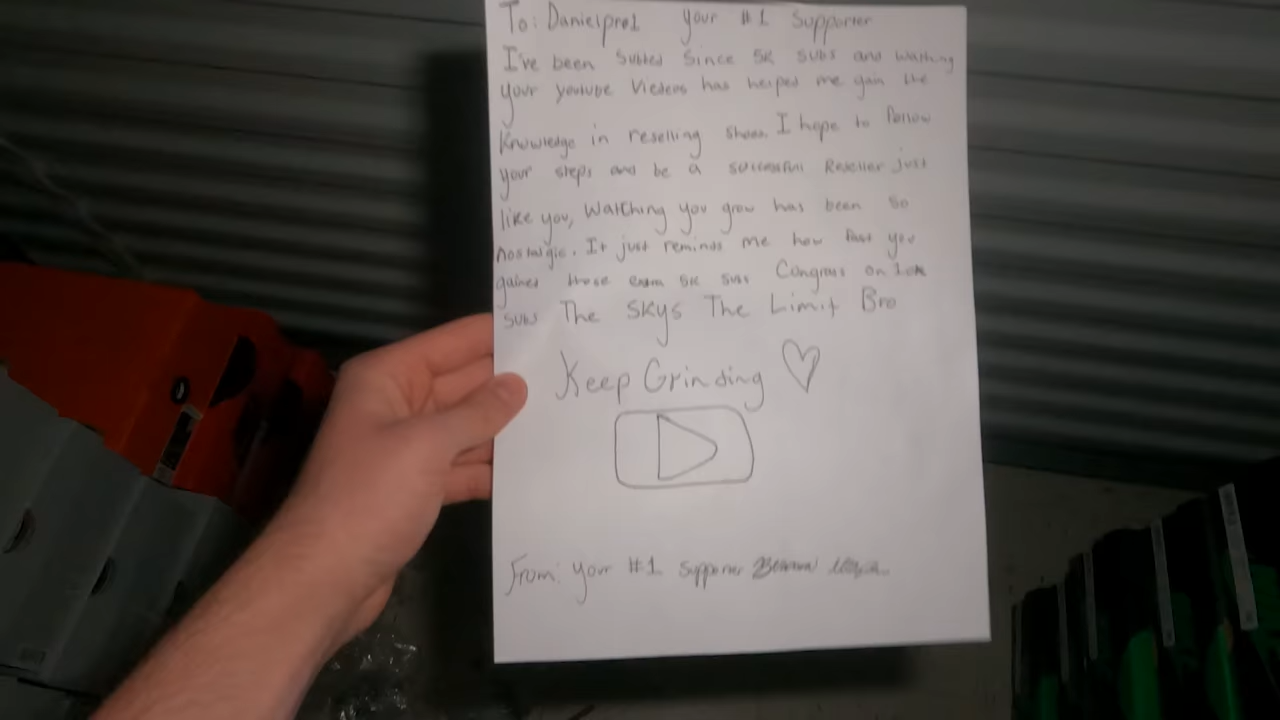 To: Danielpre1 your #1 supporter
I've been subbed since 5k subs and watching
your youtube Videos has helped me gain the
Knowledge in reselling shoes. I hope to follow
your steps and be a successful Reseller just
like you, Watching you grow has been so
nostalgic. It just reminds me how fast you
gained those extra 5k subs Congrats on 10k
subs The Skys The Limit Bro
Keep Grinding
From: your #1 supporter